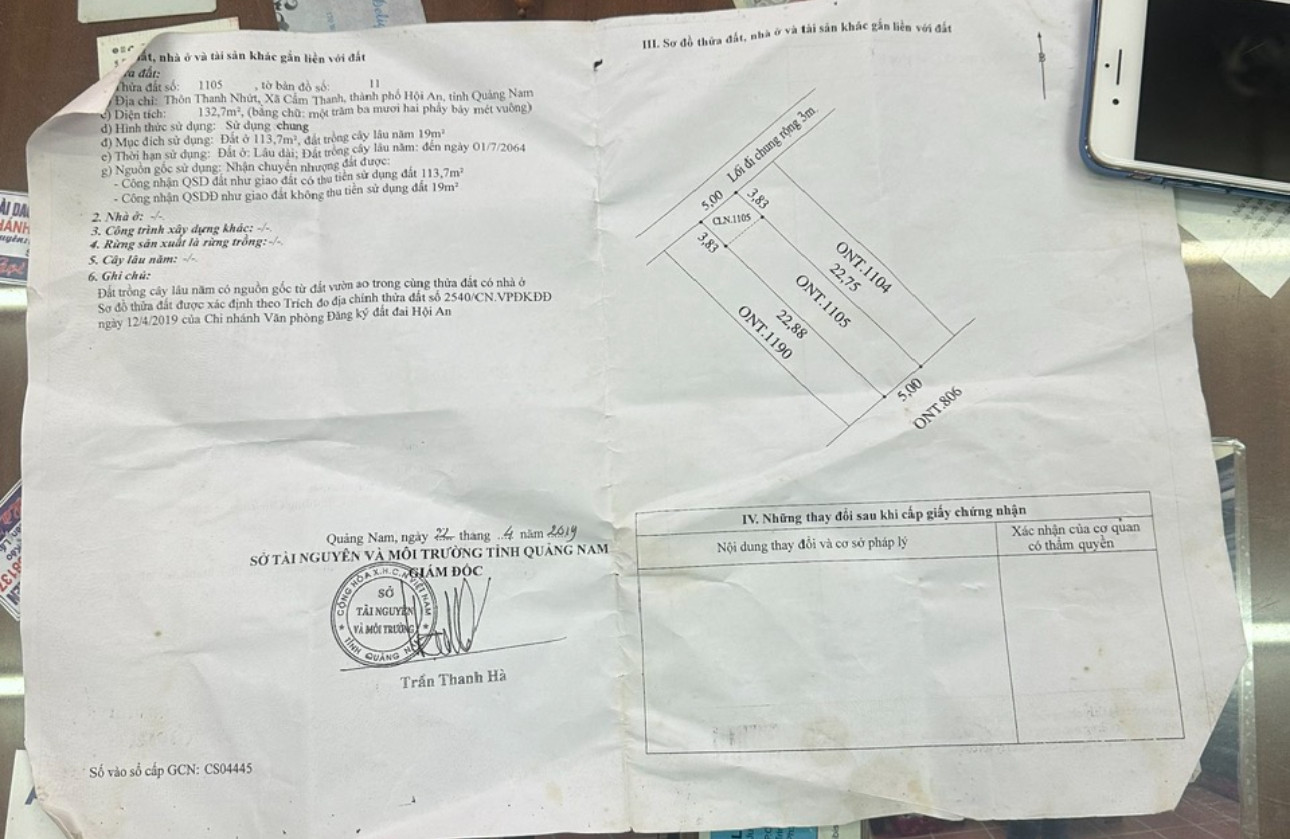 ất, nhà ở và tài sản khác gắn liền với đất
a đất:
Thửa đất số: 1105 , tờ bản đồ số: 11
Địa chỉ: Thôn Thanh Nhứt, Xã Cẩm Thanh, thành phố Hội An, tỉnh Quảng Nam
c) Diện tích: 132,7m², (bằng chữ: một trăm ba mươi hai phẩy bảy mét vuông)
d) Hình thức sử dụng: Sử dụng chung
đ) Mục đích sử dụng: Đất ở 113,7m², đất trồng cây lâu năm 19m²
e) Thời hạn sử dụng: Đất ở: Lâu dài; Đất trồng cây lâu năm: đến ngày 01/7/2064
g) Nguồn gốc sử dụng: Nhận chuyển nhượng đất được:
- Công nhận QSD đất như giao đất có thu tiền sử dụng đất 113,7m²
- Công nhận QSDĐ như giao đất không thu tiền sử dụng đất 19m²
2. Nhà ở: -/-.
3. Công trình xây dựng khác: -/-.
4. Rừng sản xuất là rừng trồng: -/-.
5. Cây lâu năm: -/-.
6. Ghi chú:
Đất trồng cây lâu năm có nguồn gốc từ đất vườn ao trong cùng thửa đất có nhà ở
Sơ đồ thửa đất được xác định theo Trích đo địa chính thửa đất số 2540/CN.VPĐKĐĐ
ngày 12/4/2019 của Chi nhánh Văn phòng Đăng ký đất đai Hội An
Quảng Nam, ngày 22 tháng 4 năm 2019
SỞ TÀI NGUYÊN VÀ MÔI TRƯỜNG TỈNH QUẢNG NAM
GIÁM ĐỐC
CỘNG HÒA X.H.C.N VIỆT NAM
SỞ
TÀI NGUYÊN
VÀ MÔI TRƯỜNG
TỈNH QUẢNG NAM
Trần Thanh Hà
Số vào sổ cấp GCN: CS04445
III. Sơ đồ thửa đất, nhà ở và tài sản khác gắn liền với đất
B
Lối đi chung rộng 3m.
5,00
3,83
CLN.1105
3,83
ONT.1104
22,75
ONT.1105
22,88
ONT.1190
5,00
ONT.806
IV. Những thay đổi sau khi cấp giấy chứng nhận
Nội dung thay đổi và cơ sở pháp lý
Xác nhận của cơ quan
có thẩm quyền